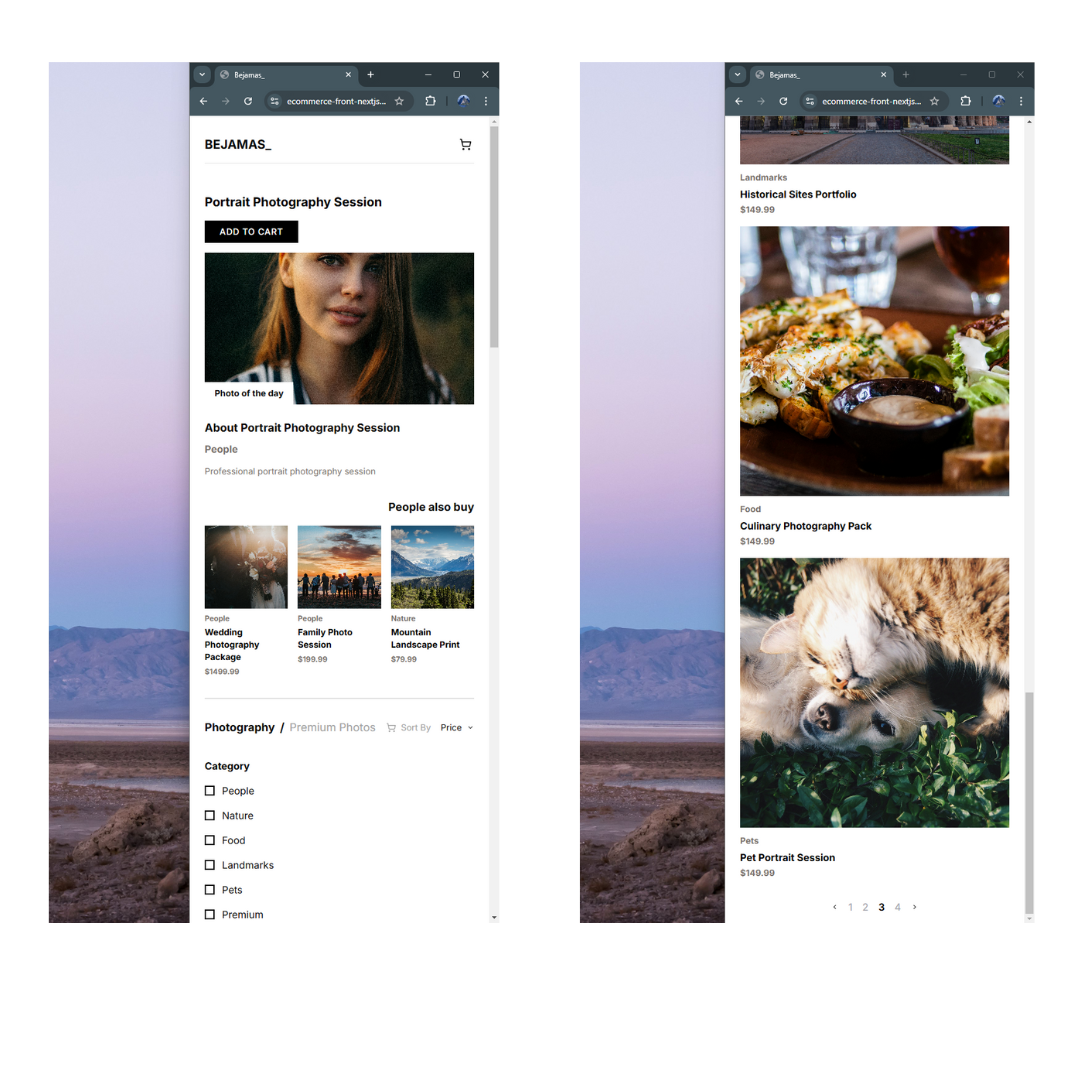 Bejamas_
ecommerce-front-nextjs...
BEJAMAS_
Portrait Photography Session
ADD TO CART
Photo of the day
About Portrait Photography Session
People
Professional portrait photography session
People also buy
People
Wedding
Photography
Package
$1499.99
People
Family Photo
Session
$199.99
Nature
Mountain
Landscape Print
$79.99
Photography / Premium Photos Sort By Price
Category
People
Nature
Food
Landmarks
Pets
Premium
Bejamas_
ecommerce-front-nextjs...
Landmarks
Historical Sites Portfolio
$149.99
Food
Culinary Photography Pack
$149.99
Pets
Pet Portrait Session
$149.99
1 2 3 4